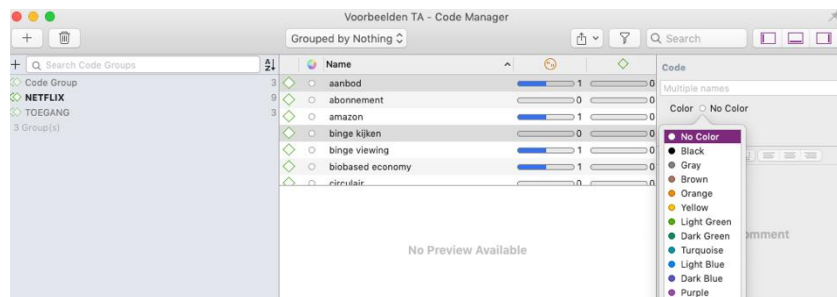 Voorbeelden TA - Code Manager
Grouped by Nothing
Search
Search Code Groups
Code Group 3
NETFLIX 9
TOEGANG 3
3 Group(s)
Name
aanbod 1 0
abonnement 0 0
amazon 1 0
binge kijken 0 0
binge viewing 1 0
biobased economy 1 0
circulair 0 0
No Preview Available
Code
Multiple names
Color No Color
No Color
Black
Gray
Brown
Orange
Yellow
Light Green
Dark Green
Turquoise
Light Blue
Dark Blue
Purple
omment